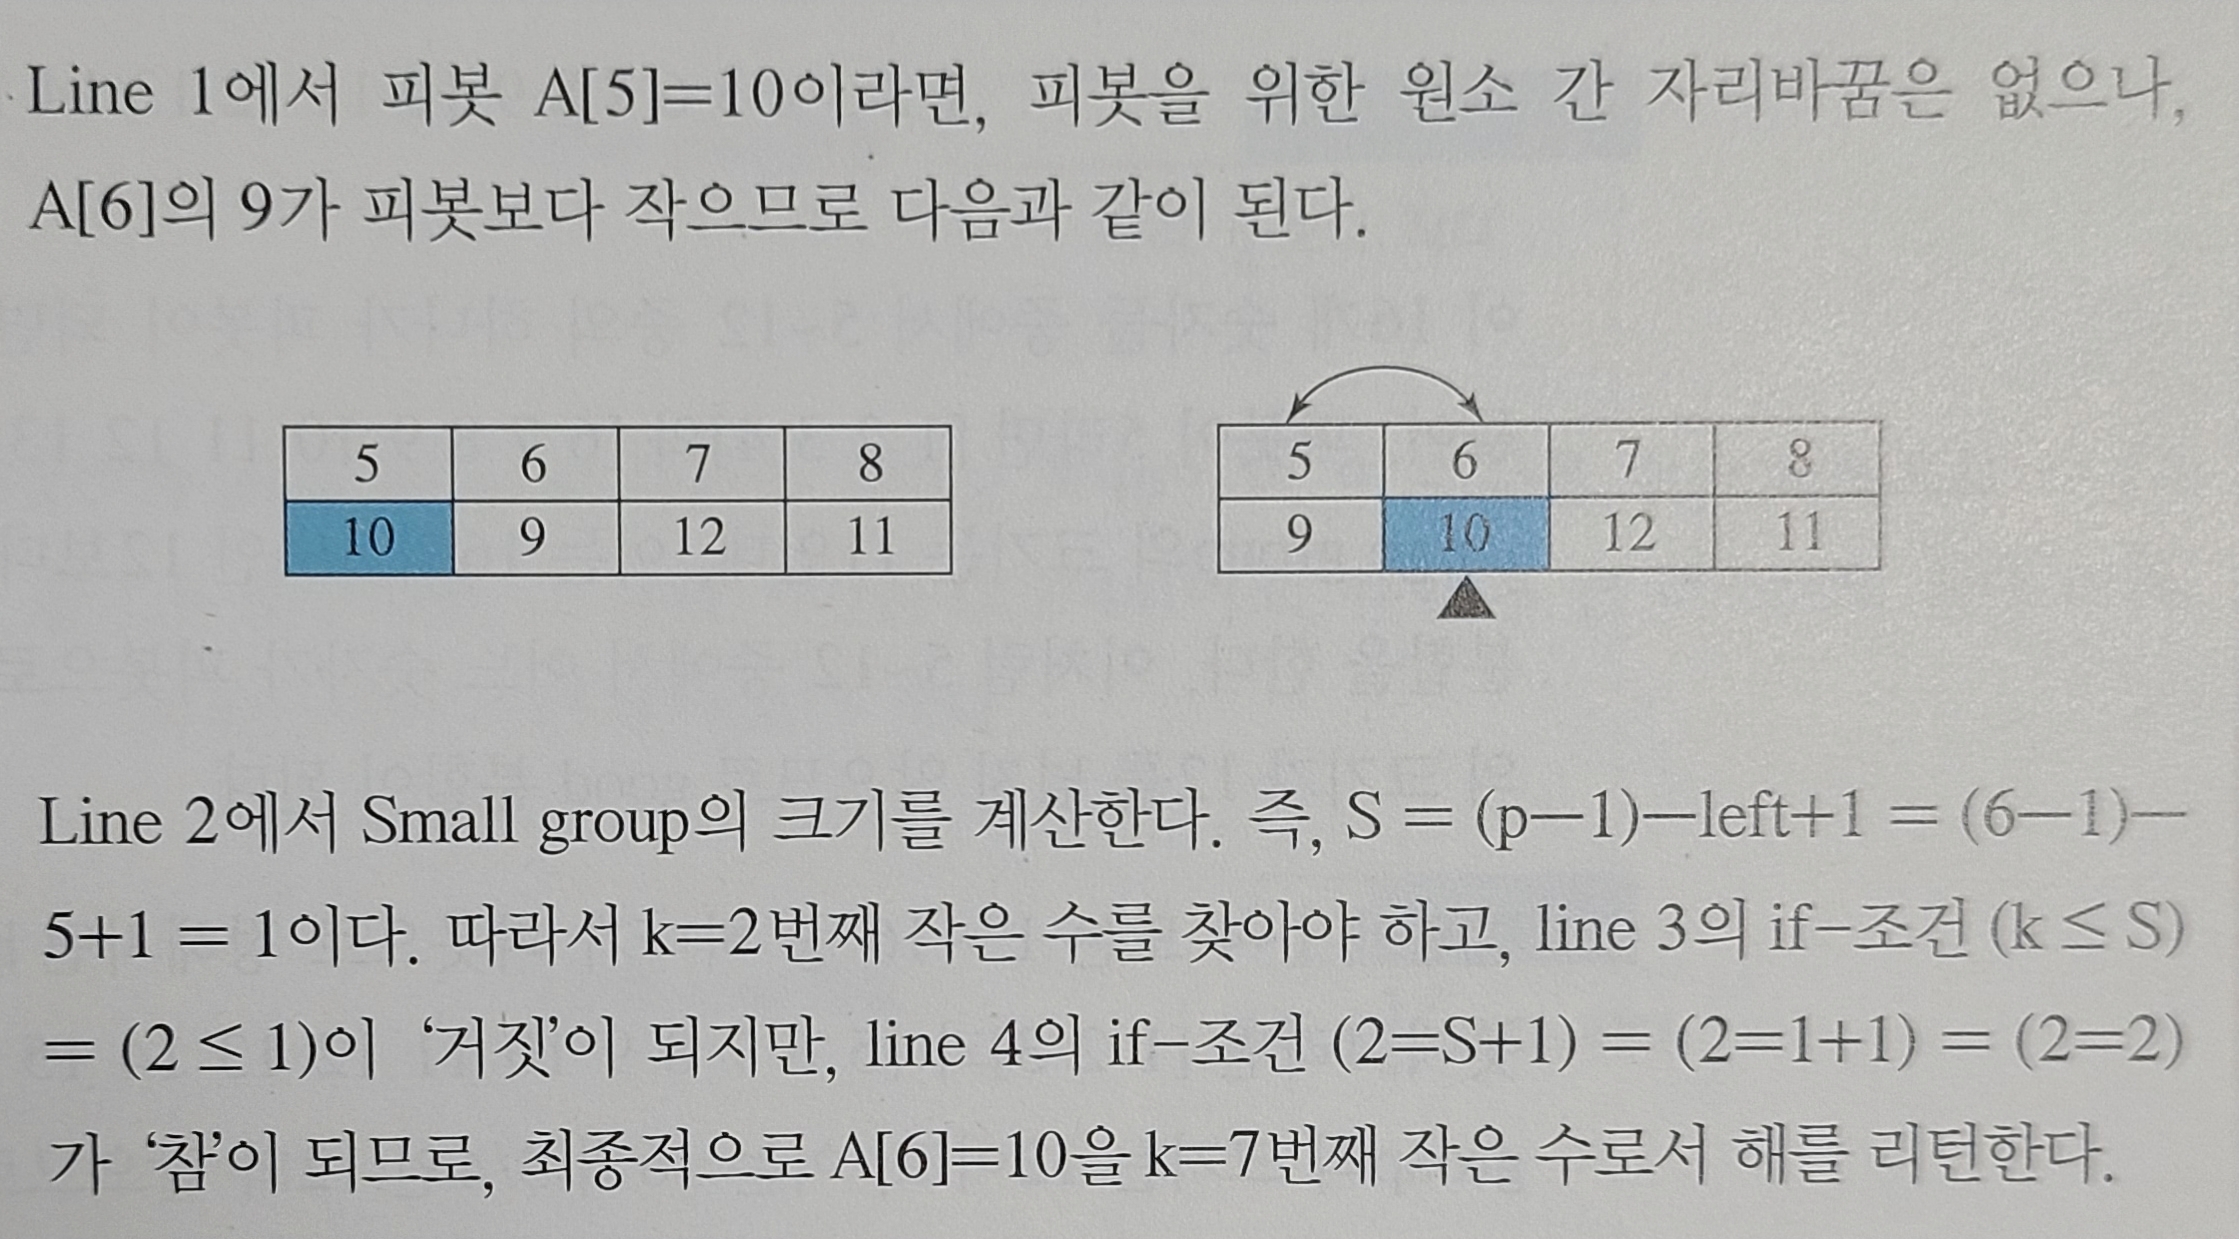 Line 1에서 피봇 A[5]=10이라면, 피봇을 위한 원소 간 자리바꿈은 없으나,
A[6]의 9가 피봇보다 작으므로 다음과 같이 된다.
5 6 7 8
10 9 12 11
5 6 7 8
9 10 12 11
Line 2에서 Small group의 크기를 계산한다. 즉, S = (p-1)-left+1 = (6-1)-
5+1 = 1이다. 따라서 k=2번째 작은 수를 찾아야 하고, line 3의 if-조건 (k ≤ S)
= (2 ≤ 1)이 ‘거짓’이 되지만, line 4의 if-조건 (2=S+1) = (2=1+1) = (2=2)
가 ‘참’이 되므로, 최종적으로 A[6]=10을 k=7번째 작은 수로서 해를 리턴한다.